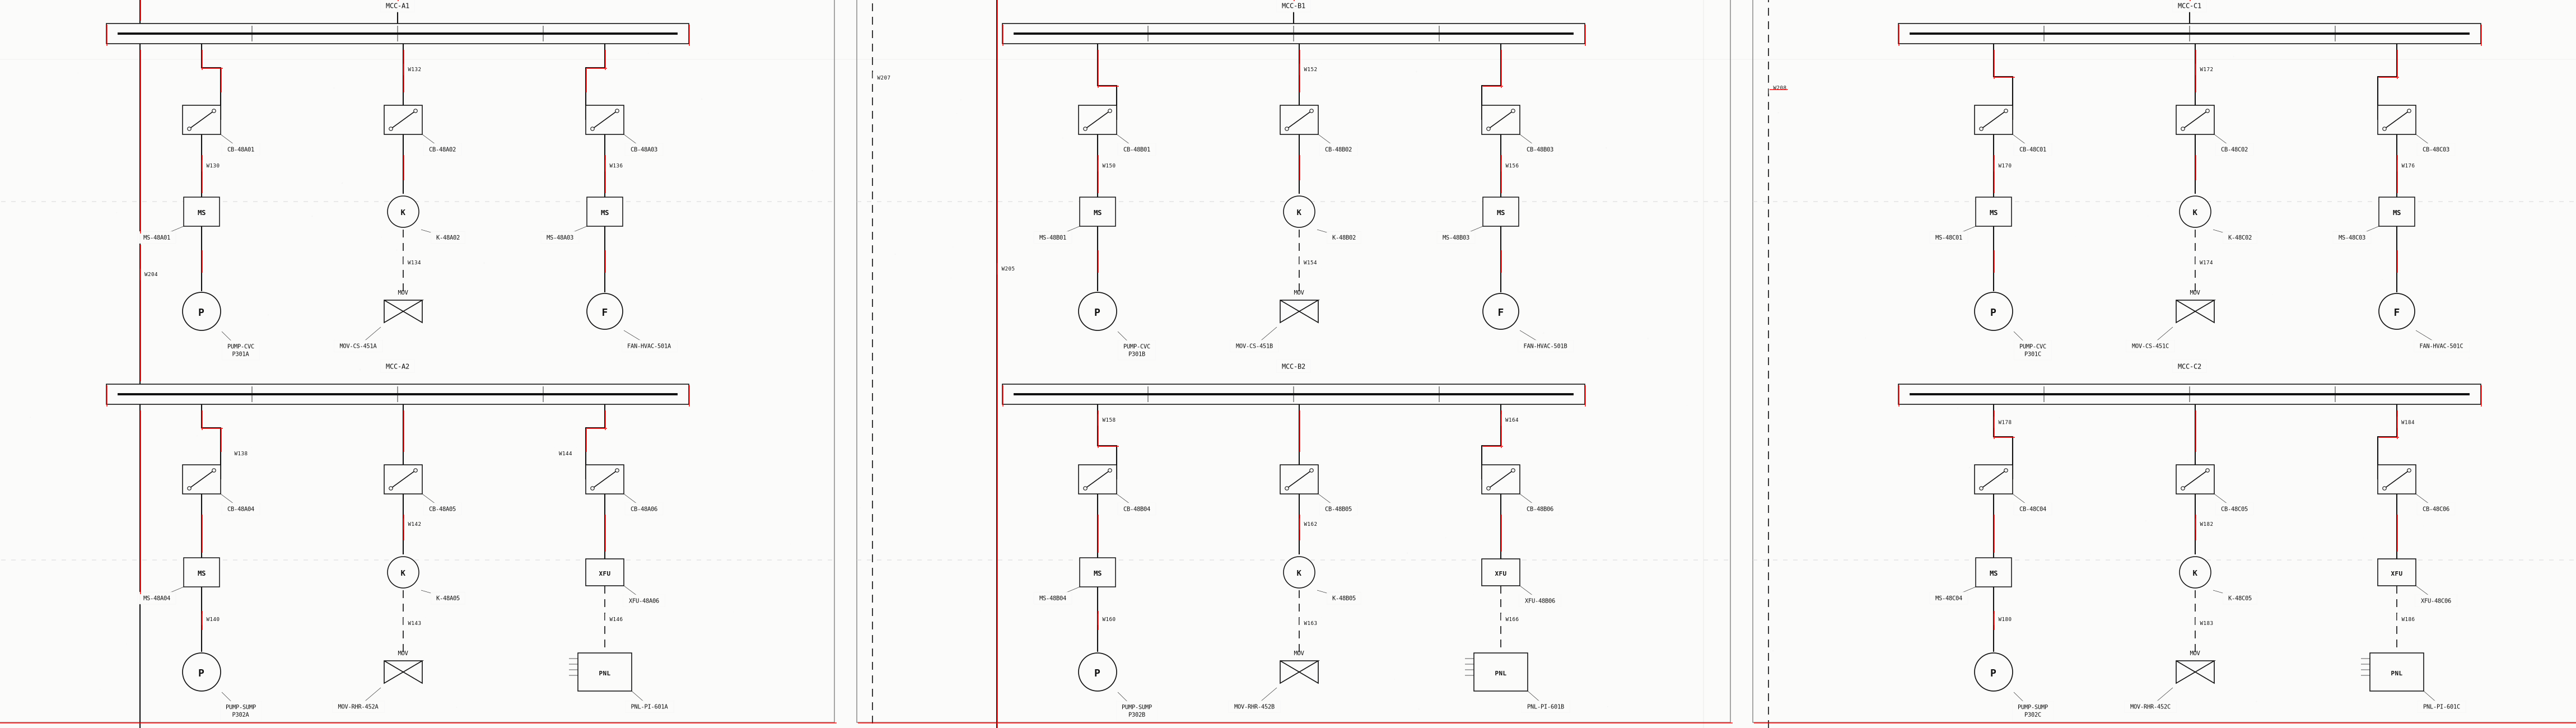 MCC-A1
MCC-B1
MCC-C1
W132
W152
W172
W207
W208
CB-48A01
CB-48A02
CB-48A03
CB-48B01
CB-48B02
CB-48B03
CB-48C01
CB-48C02
CB-48C03
W130
W136
W150
W156
W170
W176
MS
K
MS
MS
K
MS
MS
K
MS
MS-48A01
K-48A02
MS-48A03
MS-48B01
K-48B02
MS-48B03
MS-48C01
K-48C02
MS-48C03
W204
W134
W205
W154
W174
MOV
MOV
MOV
P
F
P
F
P
F
PUMP-CVC
P301A
MOV-CS-451A
FAN-HVAC-501A
PUMP-CVC
P301B
MOV-CS-451B
FAN-HVAC-501B
PUMP-CVC
P301C
MOV-CS-451C
FAN-HVAC-501C
MCC-A2
MCC-B2
MCC-C2
W158
W164
W178
W184
W138
W144
CB-48A04
CB-48A05
CB-48A06
CB-48B04
CB-48B05
CB-48B06
CB-48C04
CB-48C05
CB-48C06
W142
W162
W182
MS
K
XFU
MS
K
XFU
MS
K
XFU
MS-48A04
K-48A05
XFU-48A06
MS-48B04
K-48B05
XFU-48B06
MS-48C04
K-48C05
XFU-48C06
W140
W143
W146
W160
W163
W166
W180
W183
W186
MOV
MOV
MOV
P
PNL
P
PNL
P
PNL
PUMP-SUMP
P302A
MOV-RHR-452A
PNL-PI-601A
PUMP-SUMP
P302B
MOV-RHR-452B
PNL-PI-601B
PUMP-SUMP
P302C
MOV-RHR-452C
PNL-PI-601C